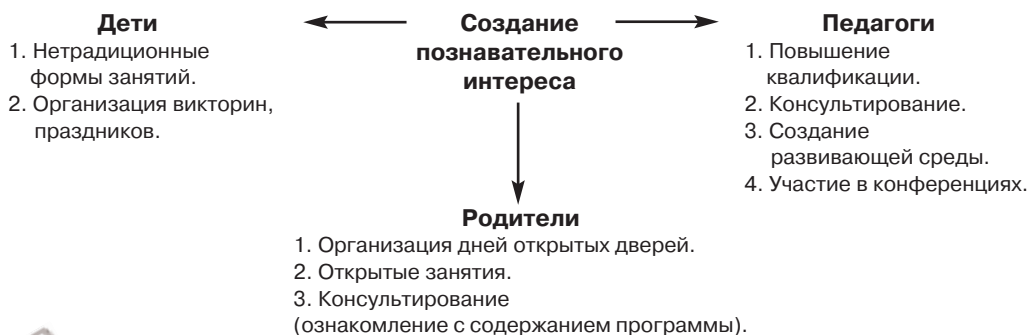 Дети
1. Нетрадиционные
формы занятий.
2. Организация викторин,
праздников.
Создание
познавательного
интереса
Педагоги
1. Повышение
квалификации.
2. Консультирование.
3. Создание
развивающей среды.
4. Участие в конференциях.
Родители
1. Организация дней открытых дверей.
2. Открытые занятия.
3. Консультирование
(ознакомление с содержанием программы).